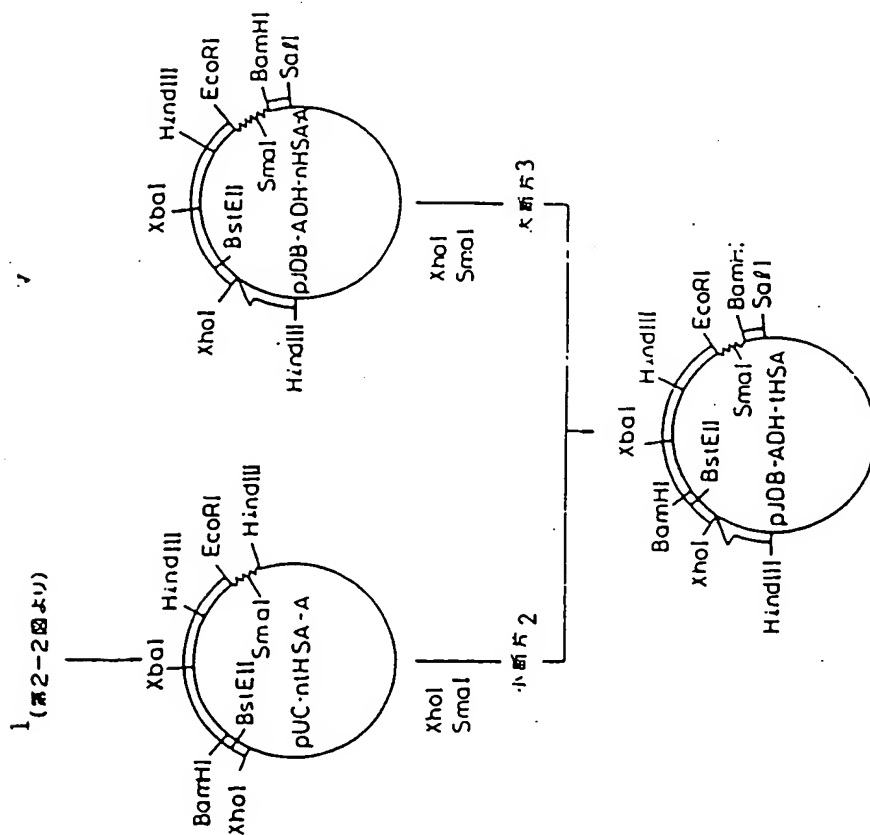 1
(第2-2図より)
BamHI
XhoI
BstEII
XbaI
HindIII
EcoRI
SmaI
HindIII
pUC-ntHSA-A
XhoI
SmaI
小断片2
XhoI
BstEII
XbaI
HindIII
EcoRI
SmaI
BamHI
SalI
HindIII
pJDB-ADH-nHSA-A
XhoI
SmaI
大断片3
BamHI
XhoI
BstEII
XbaI
HindIII
EcoRI
SmaI
BamHI
SalI
HindIII
pJDB-ADH-tHSA